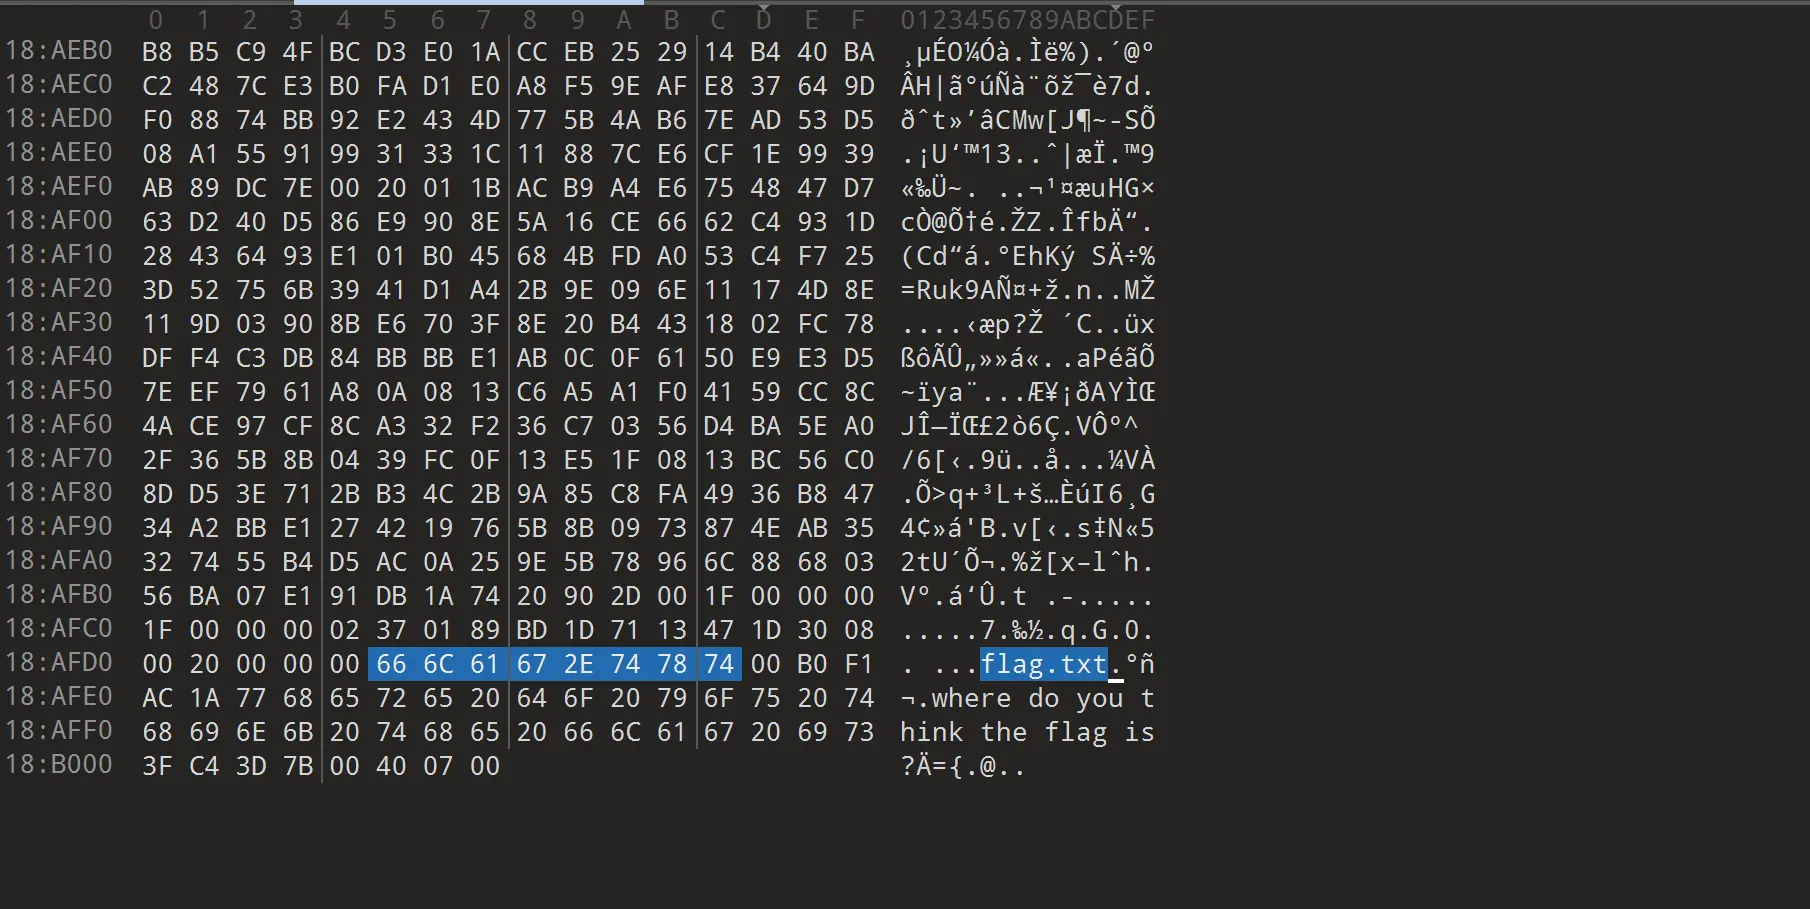 0 1 2 3 4 5 6 7 8 9 A B C D E F 0123456789ABCDEF
18:AEB0 B8 B5 C9 4F BC D3 E0 1A CC EB 25 29 14 B4 40 BA ¸µÉO¼Óà.Ìë%).´@º
18:AEC0 C2 48 7C E3 B0 FA D1 E0 A8 F5 9E AF E8 37 64 9D ÂH|ã°úÑà¨õž¯è7d.
18:AED0 F0 88 74 BB 92 E2 43 4D 77 5B 4A B6 7E AD 53 D5 ðˆt»’âCMw[J¶~-SÕ
18:AEE0 08 A1 55 91 99 31 33 1C 11 88 7C E6 CF 1E 99 39 .¡U‘™13..ˆ|æÏ.™9
18:AEF0 AB 89 DC 7E 00 20 01 1B AC B9 A4 E6 75 48 47 D7 «‰Ü~. ..¬¹¤æuHG×
18:AF00 63 D2 40 D5 86 E9 90 8E 5A 16 CE 66 62 C4 93 1D cÒ@Õ†é.ŽZ.ÎfbÄ“.
18:AF10 28 43 64 93 E1 01 B0 45 68 4B FD A0 53 C4 F7 25 (Cd“á.°EhKý SÄ÷%
18:AF20 3D 52 75 6B 39 41 D1 A4 2B 9E 09 6E 11 17 4D 8E =Ruk9AÑ¤+ž.n..MŽ
18:AF30 11 9D 03 90 8B E6 70 3F 8E 20 B4 43 18 02 FC 78 ....‹æp?Ž ´C..üx
18:AF40 DF F4 C3 DB 84 BB BB E1 AB 0C 0F 61 50 E9 E3 D5 ßôÃÛ„»»á«..aPéãÕ
18:AF50 7E EF 79 61 A8 0A 08 13 C6 A5 A1 F0 41 59 CC 8C ~ïya¨...Æ¥¡ðAYÌŒ
18:AF60 4A CE 97 CF 8C A3 32 F2 36 C7 03 56 D4 BA 5E A0 JÎ—ÏŒ£2ò6Ç.VÔº^
18:AF70 2F 36 5B 8B 04 39 FC 0F 13 E5 1F 08 13 BC 56 C0 /6[‹.9ü..å...¼VÀ
18:AF80 8D D5 3E 71 2B B3 4C 2B 9A 85 C8 FA 49 36 B8 47 .Õ>q+³L+š…ÈúI6¸G
18:AF90 34 A2 BB E1 27 42 19 76 5B 8B 09 73 87 4E AB 35 4¢»á'B.v[‹.s‡N«5
18:AFA0 32 74 55 B4 D5 AC 0A 25 9E 5B 78 96 6C 88 68 03 2tU´Õ¬.%ž[x–lˆh.
18:AFB0 56 BA 07 E1 91 DB 1A 74 20 90 2D 00 1F 00 00 00 Vº.á‘Û.t .-.....
18:AFC0 1F 00 00 00 02 37 01 89 BD 1D 71 13 47 1D 30 08 .....7.‰½.q.G.0.
18:AFD0 00 20 00 00 00 66 6C 61 67 2E 74 78 74 00 B0 F1 . ...flag.txt.°ñ
18:AFE0 AC 1A 77 68 65 72 65 20 64 6F 20 79 6F 75 20 74 ¬.where do you t
18:AFF0 68 69 6E 6B 20 74 68 65 20 66 6C 61 67 20 69 73 hink the flag is
18:B000 3F C4 3D 7B 00 40 07 00 ?Ä={.@..